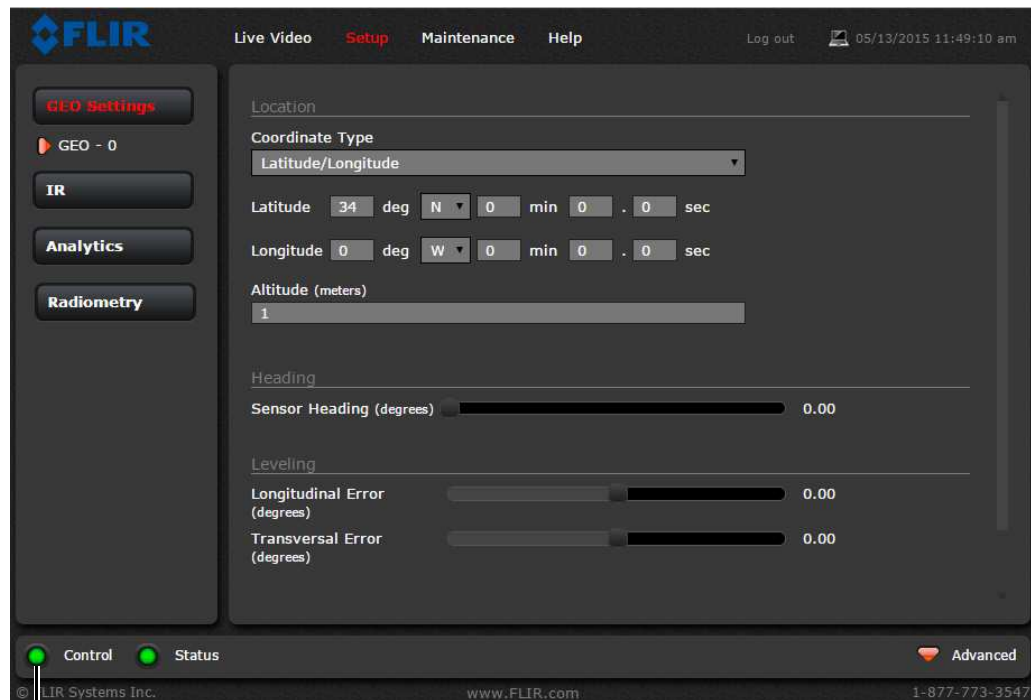 FLIR Live Video Setup Maintenance Help Log out 05/13/2015 11:49:10 am
GEO Settings
GEO - 0
IR
Analytics
Radiometry
Location
Coordinate Type
Latitude/Longitude
Latitude 34 deg N 0 min 0 . 0 sec
Longitude 0 deg W 0 min 0 . 0 sec
Altitude (meters)
1
Heading
Sensor Heading (degrees) 0.00
Leveling
Longitudinal Error 0.00
(degrees)
Transversal Error 0.00
(degrees)
Control Status Advanced
© FLIR Systems Inc. www.FLIR.com 1-877-773-3547